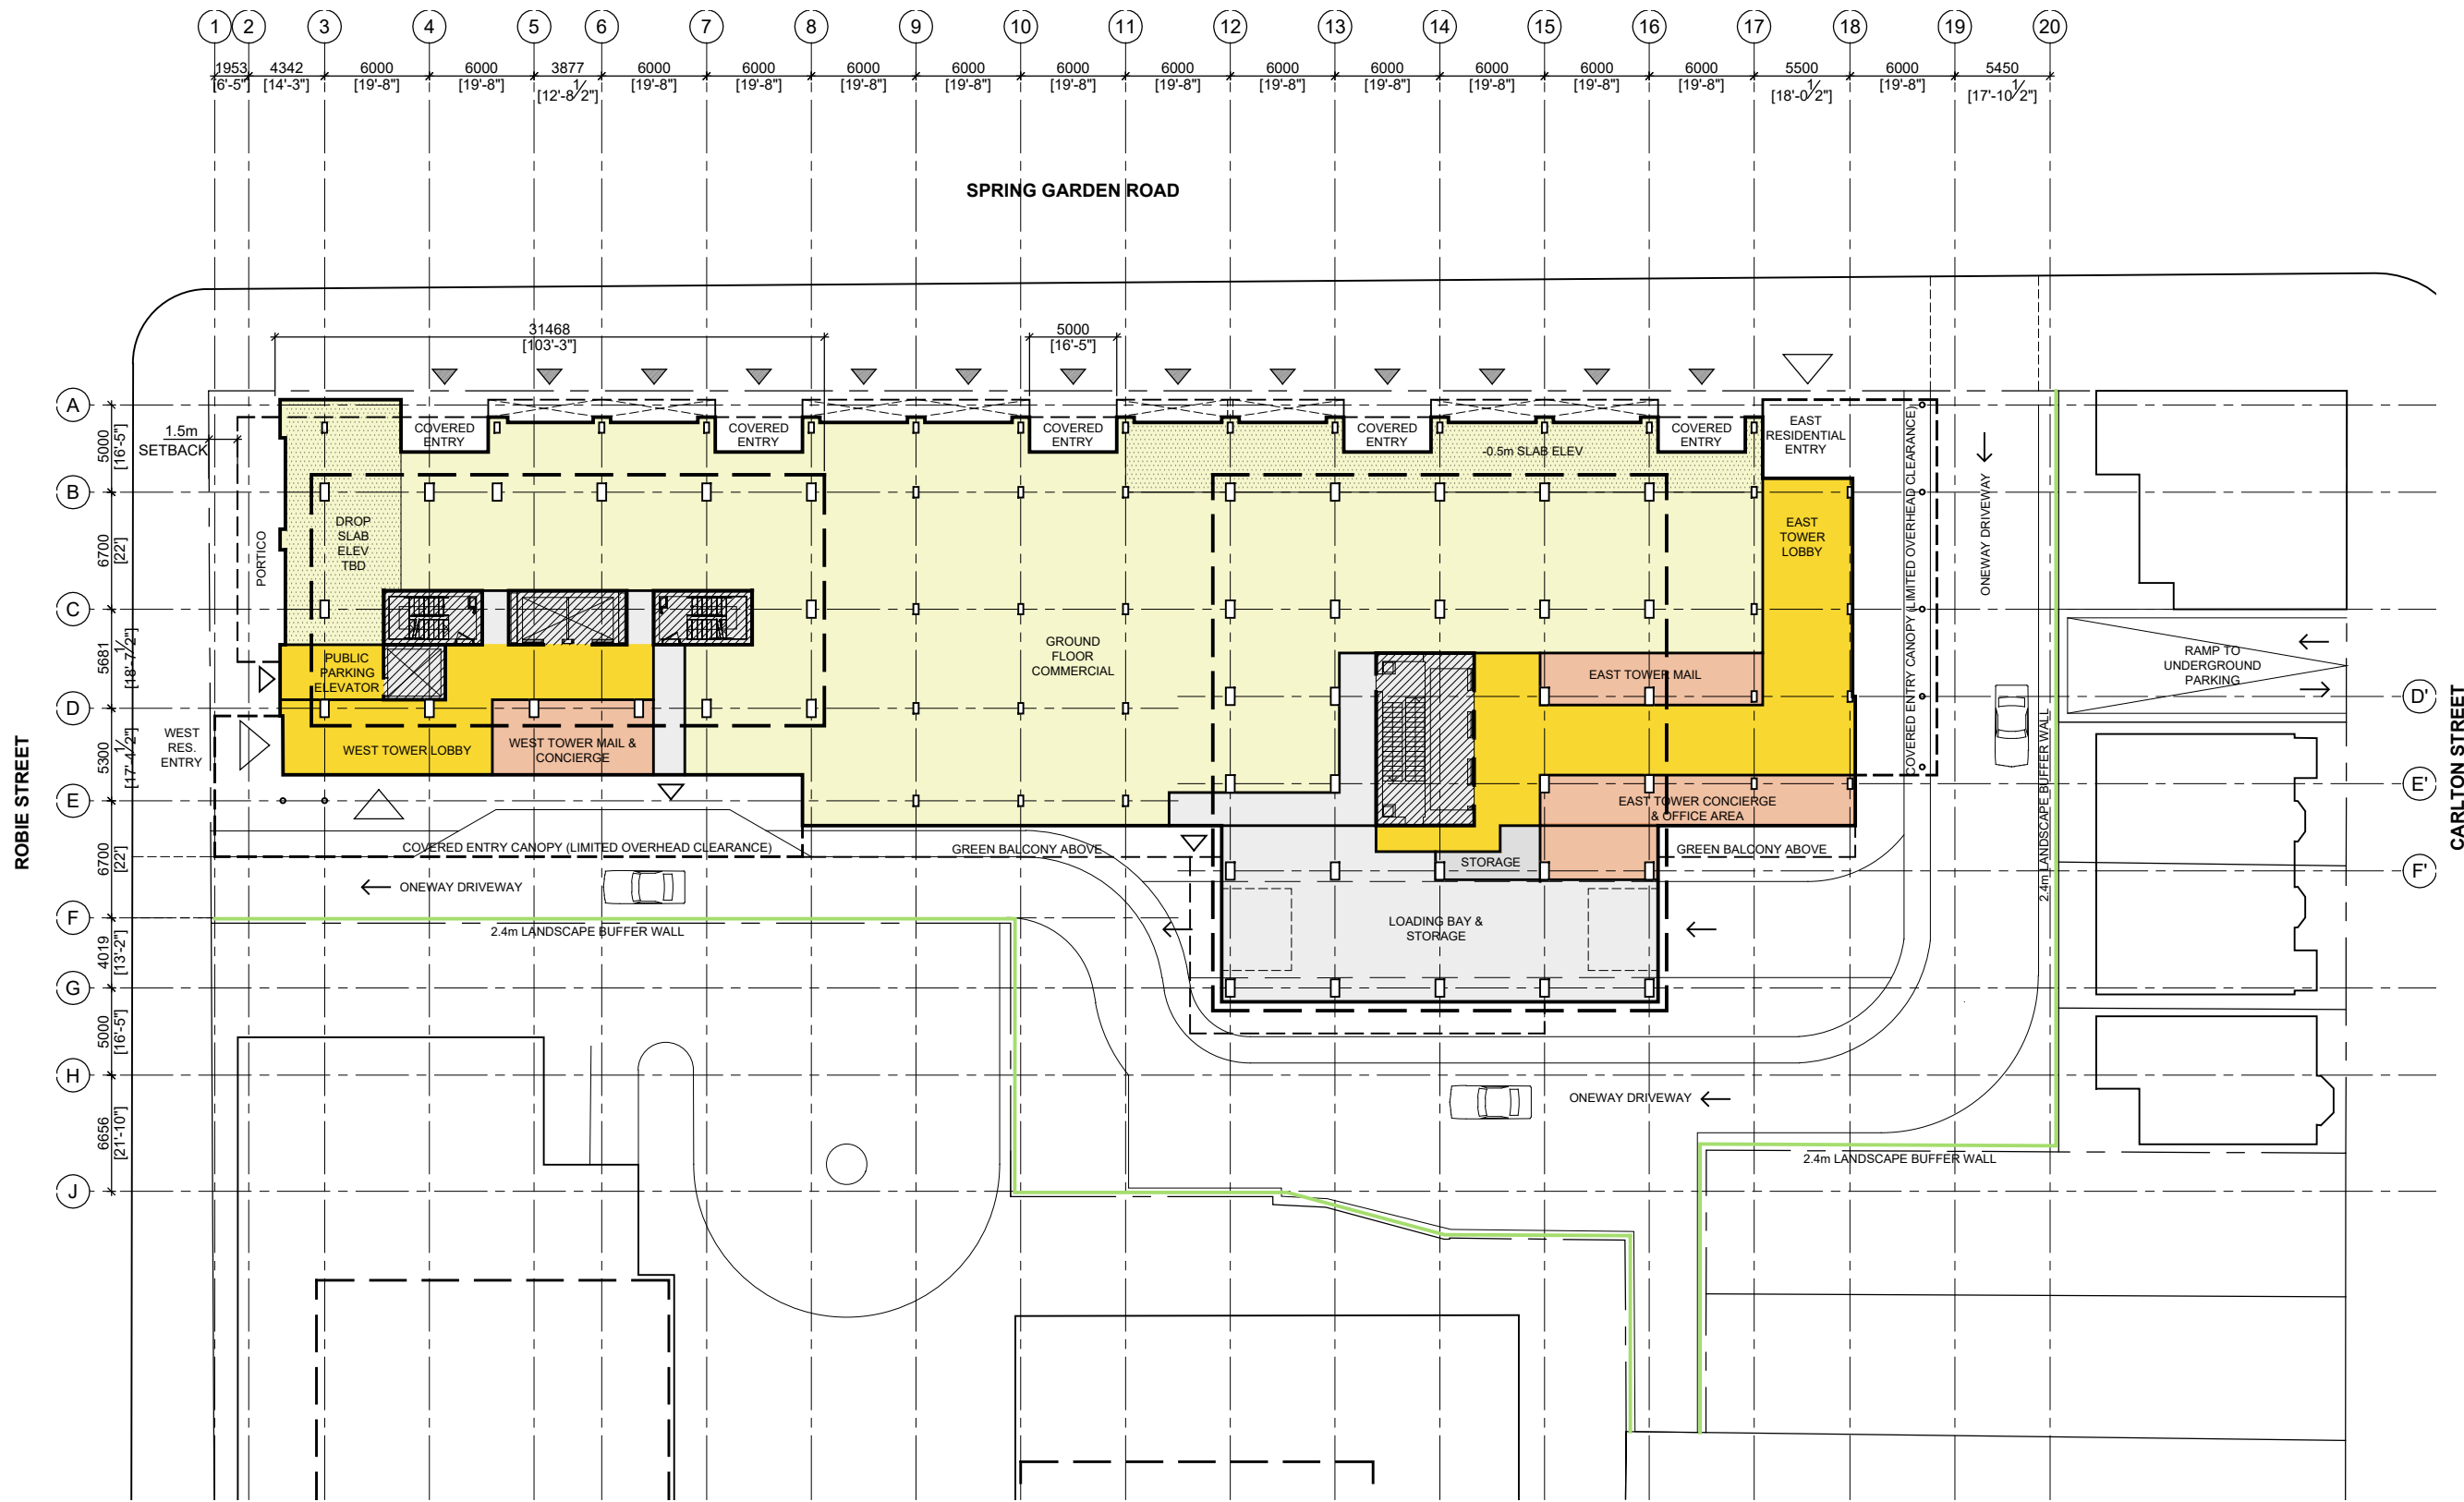 1 2 3 4 5 6 7 8 9 10 11 12 13 14 15 16 17 18 19 20
1953 4342 6000 6000 3877 6000 6000 6000 6000 6000 6000 6000 6000 6000 6000 6000 5500 6000 5450
[6'-5"] [14'-3"] [19'-8"] [19'-8"] [12'-8 1/2"] [19'-8"] [19'-8"] [19'-8"] [19'-8"] [19'-8"] [19'-8"] [19'-8"] [19'-8"] [19'-8"] [19'-8"] [19'-8"] [18'-0 1/2"] [19'-8"] [17'-10 1/2"]
SPRING GARDEN ROAD
31468
[103'-3"]
5000
[16'-5"]
A
B
C
D
E
F
G
H
J
D'
E'
F'
5000
[16'-5"]
6700
[22']
5681
[18'-7 1/2"]
5300
[17'-4 1/2"]
6700
[22']
4019
[13'-2"]
5000
[16'-5"]
6656
[21'-10"]
1.5m
SETBACK
COVERED
ENTRY
COVERED
ENTRY
COVERED
ENTRY
COVERED
ENTRY
COVERED
ENTRY
EAST
RESIDENTIAL
ENTRY
-0.5m SLAB ELEV
PORTICO
DROP
SLAB
ELEV
TBD
EAST
TOWER
LOBBY
COVERED ENTRY CANOPY (LIMITED OVERHEAD CLEARANCE)
ONEWAY DRIVEWAY
PUBLIC
PARKING
ELEVATOR
GROUND
FLOOR
COMMERCIAL
EAST TOWER MAIL
RAMP TO
UNDERGROUND
PARKING
WEST
RES.
ENTRY
WEST TOWER LOBBY
WEST TOWER MAIL &
CONCIERGE
EAST TOWER CONCIERGE
& OFFICE AREA
ROBIE STREET
CARLTON STREET
2.4m LANDSCAPE BUFFER WALL
COVERED ENTRY CANOPY (LIMITED OVERHEAD CLEARANCE)
GREEN BALCONY ABOVE
STORAGE
GREEN BALCONY ABOVE
ONEWAY DRIVEWAY
LOADING BAY &
STORAGE
2.4m LANDSCAPE BUFFER WALL
ONEWAY DRIVEWAY
2.4m LANDSCAPE BUFFER WALL